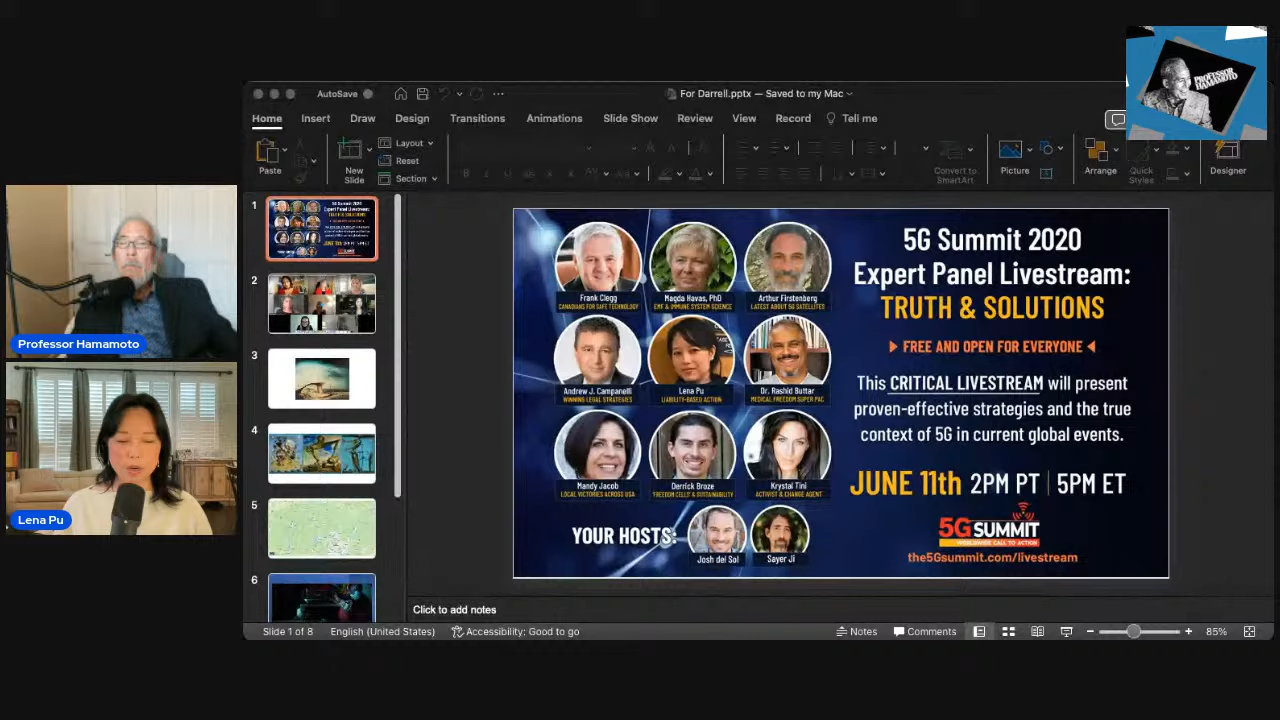 PROFESSOR
HAMAMOTO
AutoSave
For Darrell.pptx — Saved to my Mac
Home Insert Draw Design Transitions Animations Slide Show Review View Record Tell me
Paste
New
Slide
Layout
Reset
Section
Convert to
SmartArt
Picture
Arrange
Quick
Styles
Designer
Professor Hamamoto
Lena Pu
1
2
3
4
5
6
5G Summit 2020
Expert Panel Livestream:
TRUTH & SOLUTIONS
FREE AND OPEN FOR EVERYONE
This CRITICAL LIVESTREAM will present
proven-effective strategies and the true
context of 5G in current global events.
JUNE 11th 2PM PT | 5PM ET
5G SUMMIT
WORLDWIDE CALL TO ACTION
the5Gsummit.com/livestream
Frank Clegg
CANADIANS FOR SAFE TECHNOLOGY
Magda Havas, PhD
EMF & IMMUNE SYSTEM SCIENCE
Arthur Firstenberg
LATEST ABOUT 5G SATELLITES
Andrew J. Campanelli
WINNING LEGAL STRATEGIES
Lena Pu
LIABILITY-BASED ACTION
Dr. Rashid Buttar
MEDICAL FREEDOM SUPER PAC
Mandy Jacob
LOCAL VICTORIES ACROSS USA
Derrick Broze
FREEDOM CELLS & SUSTAINABILITY
Krystal Tini
ACTIVIST & CHANGE AGENT
YOUR HOSTS:
Josh del Sol
Sayer Ji
Click to add notes
Slide 1 of 8 English (United States) Accessibility: Good to go Notes Comments 85%